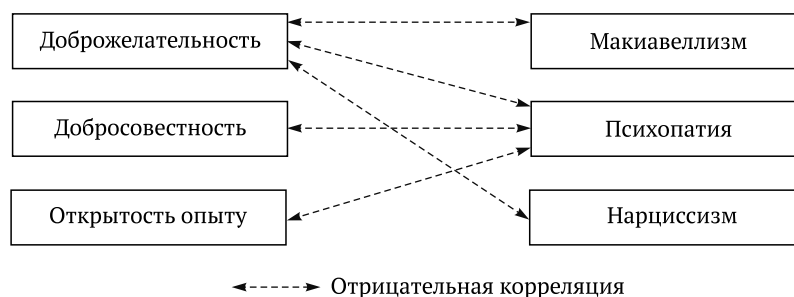 Доброжелательность
Макиавеллизм
Добросовестность
Психопатия
Открытость опыту
Нарциссизм
Отрицательная корреляция